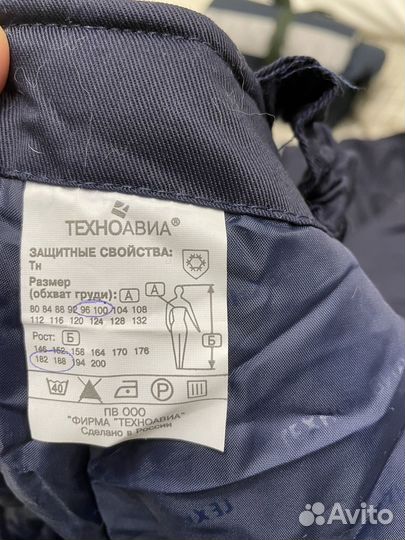 ТЕХНОАВИА®
ЗАЩИТНЫЕ СВОЙСТВА:
Тн
Размер
(обхват груди): А
А
80 84 88 92 96 100 104 108
112 116 120 124 128 132
Рост: Б
Б
146 152 158 164 170 176
182 188 194 200
40 P
ПВ ООО
"ФИРМА "ТЕХНОАВИА"
Сделано в России
LEXE
Avito